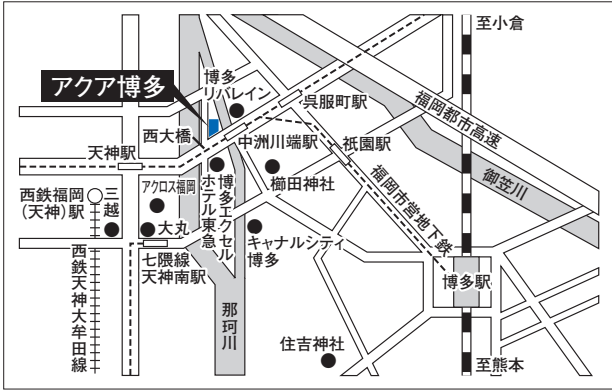 至小倉
アクア博多
博多
リバレイン
呉服町駅
福岡都市高速
西大橋
中洲川端駅
祇園駅
天神駅
御笠川
櫛田神社
福岡市営地下鉄
アクロス福岡
博多エクセル
ホテル東急
西鉄福岡
(天神)駅
三越
大丸
キャナルシティ
博多
七隈線
天神南駅
博多駅
西鉄天神大牟田線
那珂川
住吉神社
至熊本